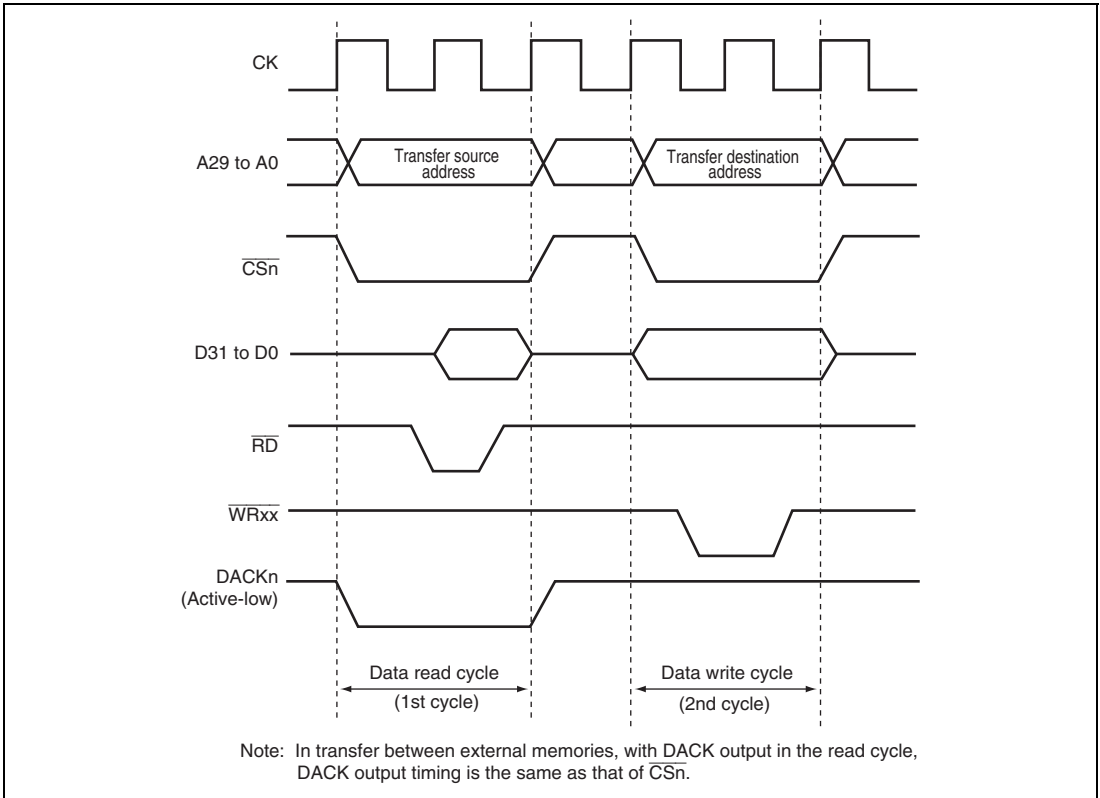 CK
A29 to A0
Transfer source
address
Transfer destination
address
CSn
D31 to D0
RD
WRxx
DACKn
(Active-low)
Data read cycle
(1st cycle)
Data write cycle
(2nd cycle)
Note: In transfer between external memories, with DACK output in the read cycle,
DACK output timing is the same as that of CSn.